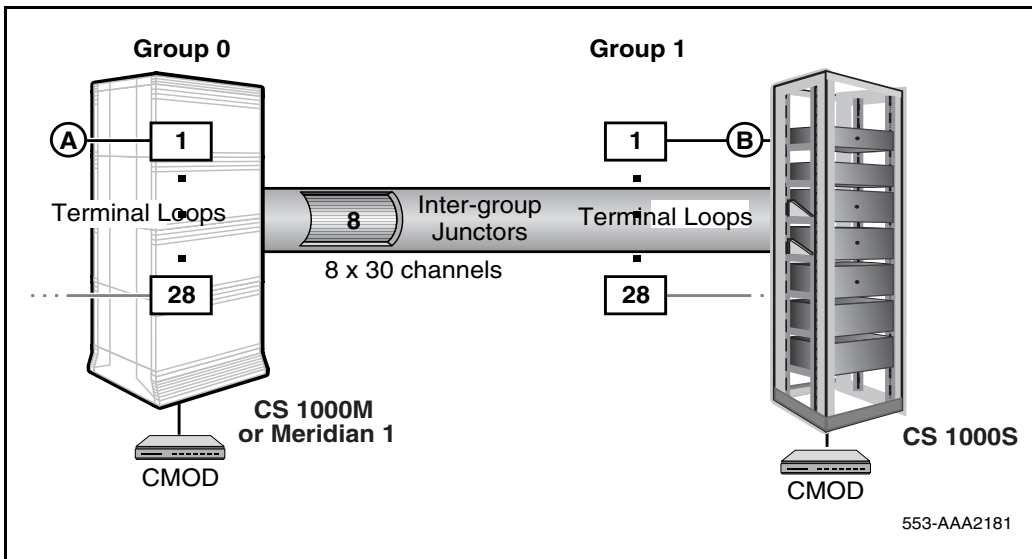 Group 0
Group 1
A
1
1
B
Terminal Loops
8
Inter-group
Junctors
Terminal Loops
8 x 30 channels
28
28
CS 1000M
or Meridian 1
CMOD
CS 1000S
CMOD
553-AAA2181